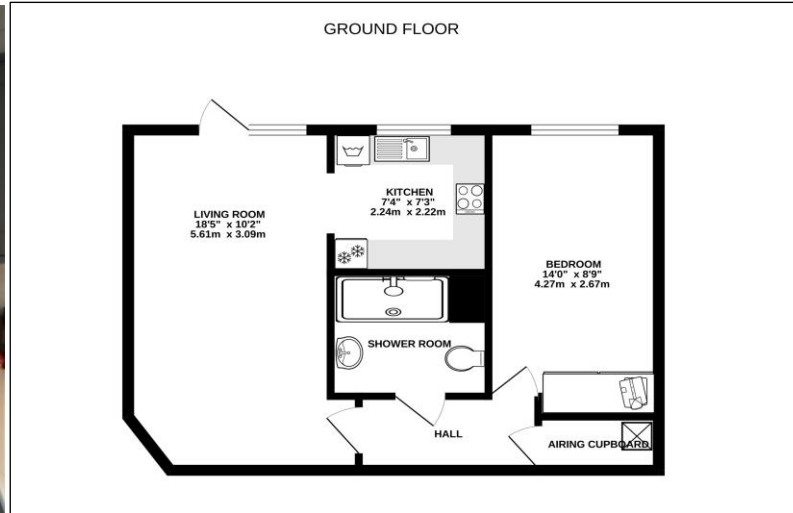 GROUND FLOOR
LIVING ROOM
18'5" x 10'2"
5.61m x 3.09m
KITCHEN
7'4" x 7'3"
2.24m x 2.22m
BEDROOM
14'0" x 8'9"
4.27m x 2.67m
SHOWER ROOM
HALL
AIRING CUPBOARD